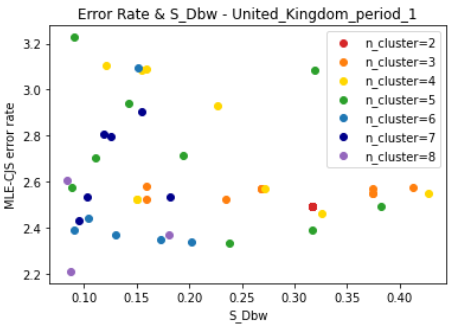 Error Rate & S_Dbw - United_Kingdom_period_1
3.2
3.0
2.8
2.6
2.4
2.2
MLE-CJS error rate
n_cluster=2
n_cluster=3
n_cluster=4
n_cluster=5
n_cluster=6
n_cluster=7
n_cluster=8
0.10
0.15
0.20
0.25
0.30
0.35
0.40
S_Dbw